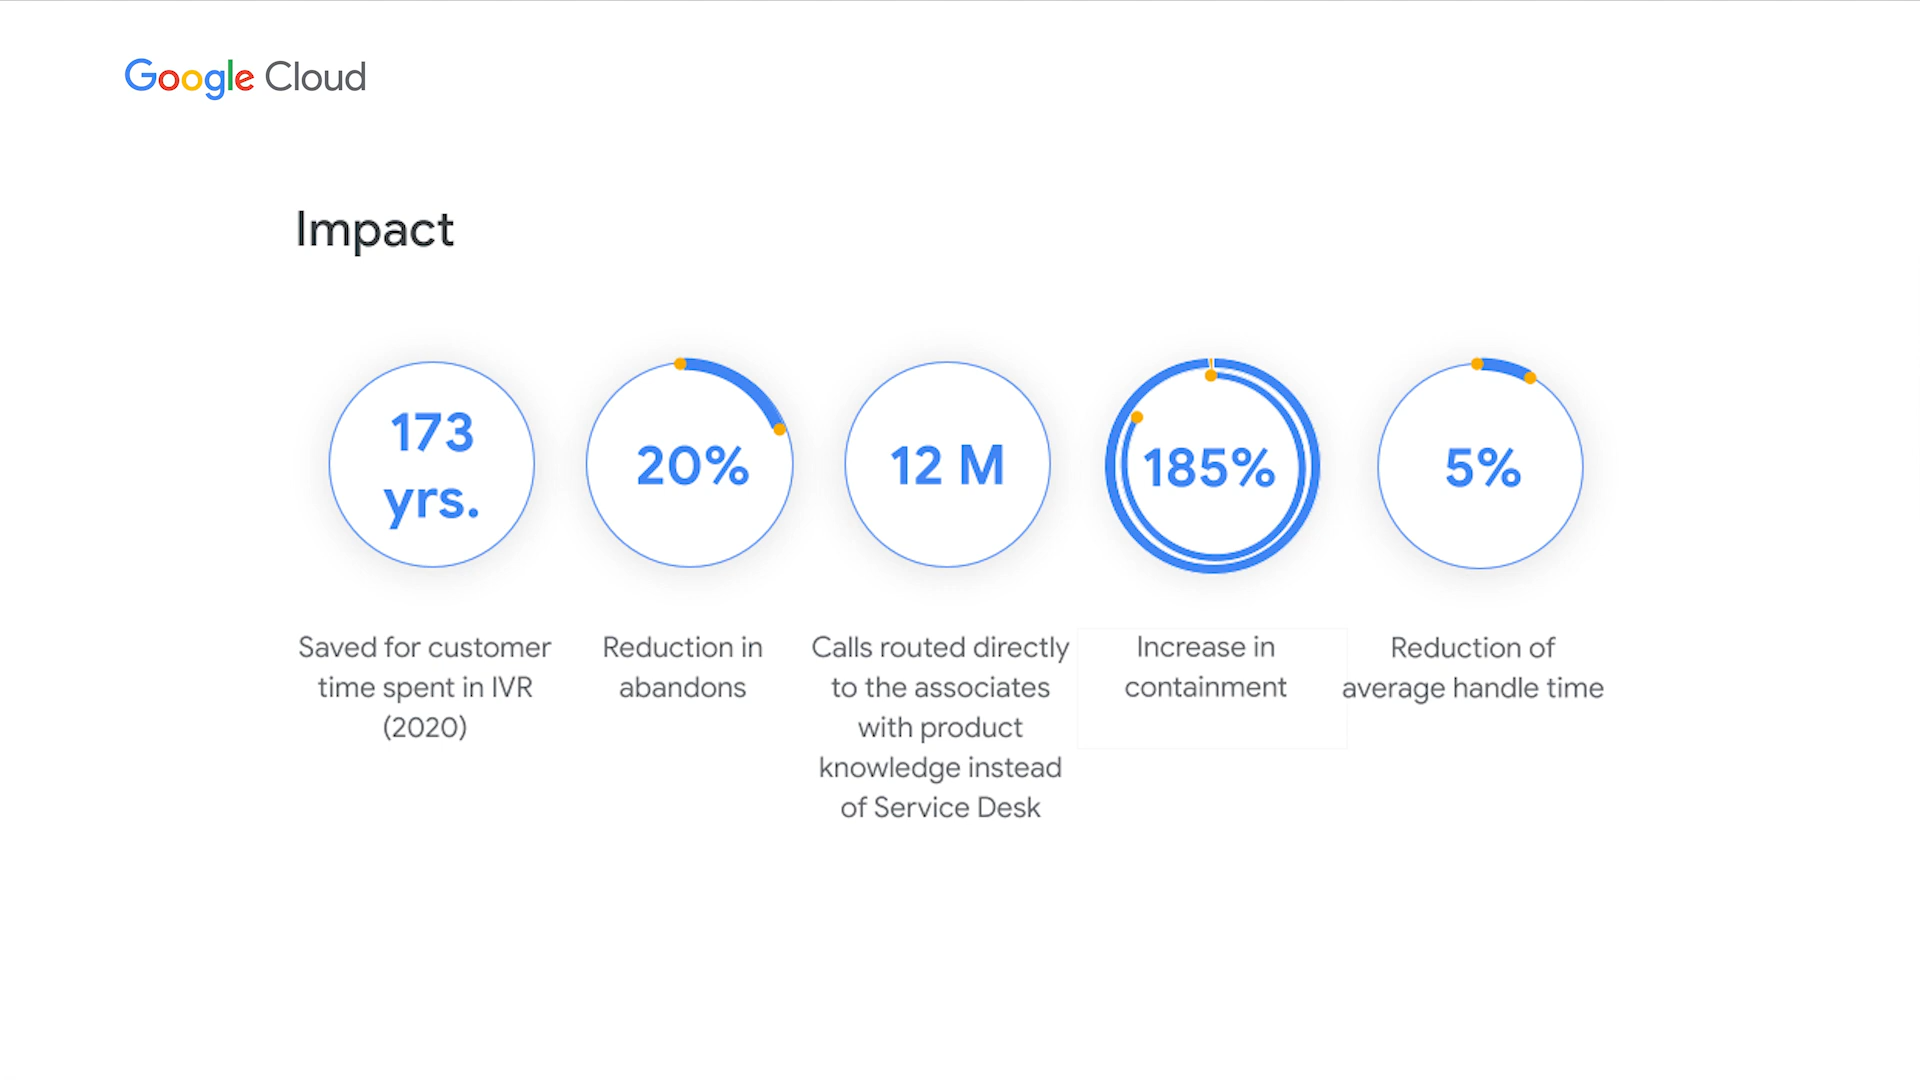 Google Cloud
Impact
173
yrs.
20%
12 M
185%
5%
Saved for customer
time spent in IVR
(2020)
Reduction in
abandons
Calls routed directly
to the associates
with product
knowledge instead
of Service Desk
Increase in
containment
Reduction of
average handle time